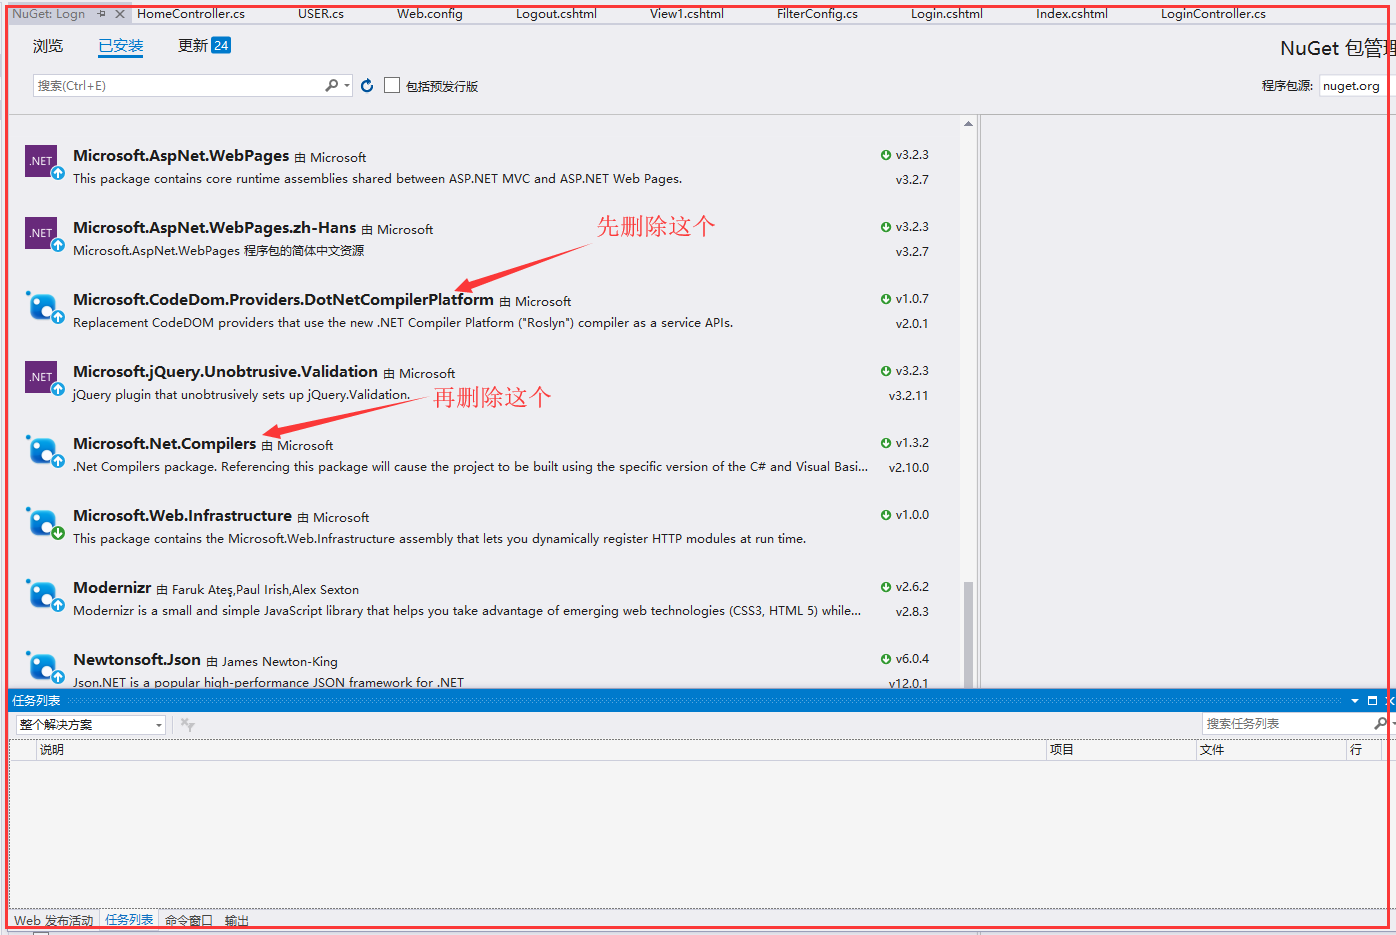 NuGet: Logn HomeController.cs USER.cs Web.config Logout.cshtml View1.cshtml FilterConfig.cs Login.cshtml Index.cshtml LoginController.cs
浏览 已安装 更新 24
NuGet 包管理
搜索(Ctrl+E) 包括预发行版
程序包源: nuget.org
Microsoft.AspNet.WebPages 由 Microsoft v3.2.3
This package contains core runtime assemblies shared between ASP.NET MVC and ASP.NET Web Pages. v3.2.7
.NET
先删除这个
Microsoft.AspNet.WebPages.zh-Hans 由 Microsoft v3.2.3
Microsoft.AspNet.WebPages 程序包的简体中文资源 v3.2.7
.NET
Microsoft.CodeDom.Providers.DotNetCompilerPlatform 由 Microsoft v1.0.7
Replacement CodeDOM providers that use the new .NET Compiler Platform ("Roslyn") compiler as a service APIs. v2.0.1
Microsoft.jQuery.Unobtrusive.Validation 由 Microsoft v3.2.3
jQuery plugin that unobtrusively sets up jQuery.Validation. v3.2.11
.NET
再删除这个
Microsoft.Net.Compilers 由 Microsoft v1.3.2
.Net Compilers package. Referencing this package will cause the project to be built using the specific version of the C# and Visual Basi... v2.10.0
Microsoft.Web.Infrastructure 由 Microsoft v1.0.0
This package contains the Microsoft.Web.Infrastructure assembly that lets you dynamically register HTTP modules at run time.
Modernizr 由 Faruk Ateş,Paul Irish,Alex Sexton v2.6.2
Modernizr is a small and simple JavaScript library that helps you take advantage of emerging web technologies (CSS3, HTML 5) while... v2.8.3
Newtonsoft.Json 由 James Newton-King v6.0.4
Json.NET is a popular high-performance JSON framework for .NET v12.0.1
任务列表
整个解决方案 搜索任务列表
说明 项目 文件 行
Web 发布活动 任务列表 命令窗口 输出